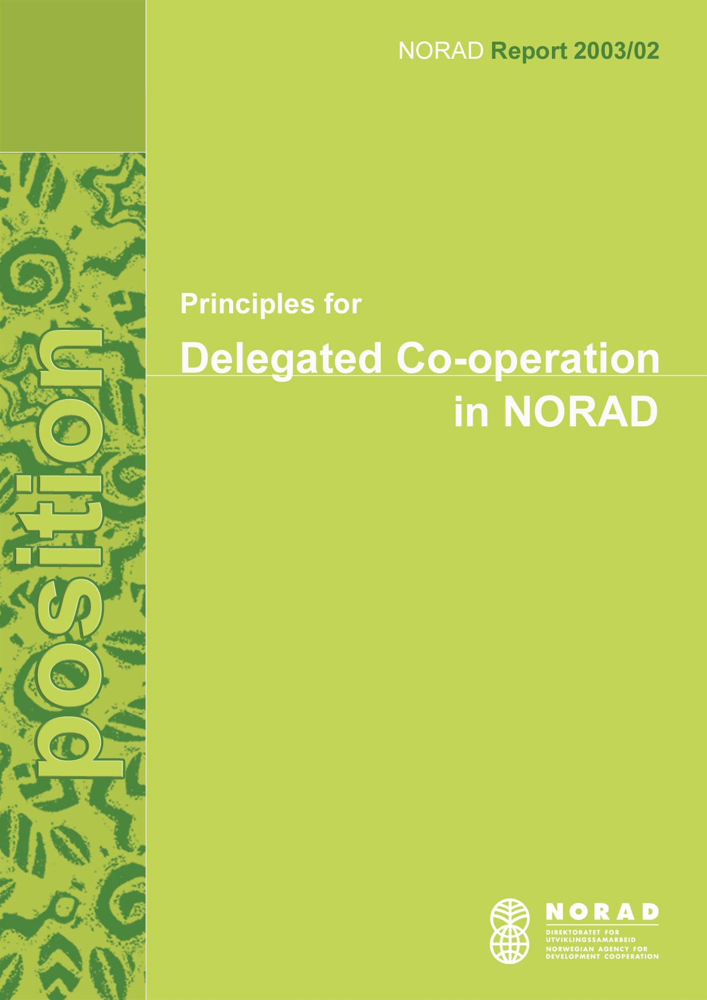 NORAD Report 2003/02
Principles for
Delegated Co-operation
in NORAD
position
NORAD
DIREKTORATET FOR
UTVIKLINGSSAMARBEID
NORWEGIAN AGENCY FOR
DEVELOPMENT COOPERATION